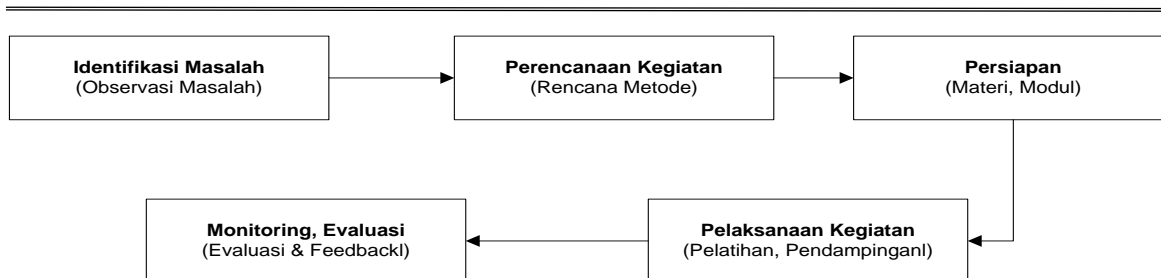 Identifikasi Masalah
(Observasi Masalah)
Perencanaan Kegiatan
(Rencana Metode)
Persiapan
(Materi, Modul)
Pelaksanaan Kegiatan
(Pelatihan, Pendampinganl)
Monitoring, Evaluasi
(Evaluasi & Feedbackl)